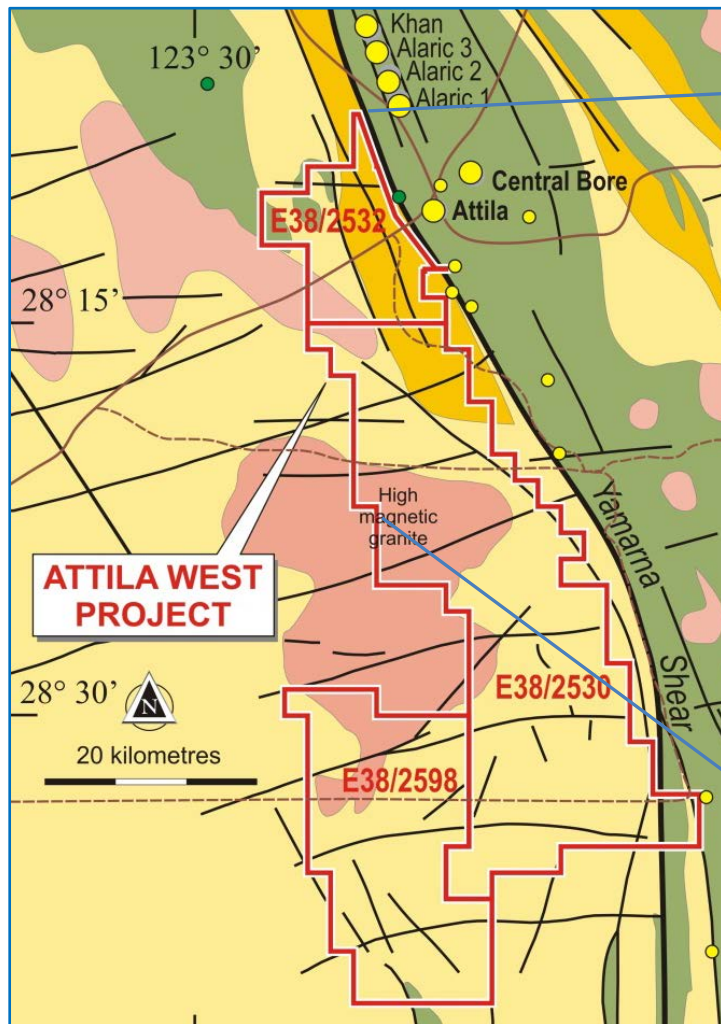 Khan
123° 30’
Alaric 3
Alaric 2
Alaric 1
Central Bore
Attila
E38/2532
28° 15’
High
magnetic
granite
Yamarna
ATTILA WEST
PROJECT
Shear
28° 30’
N
E38/2530
20 kilometres
E38/2598